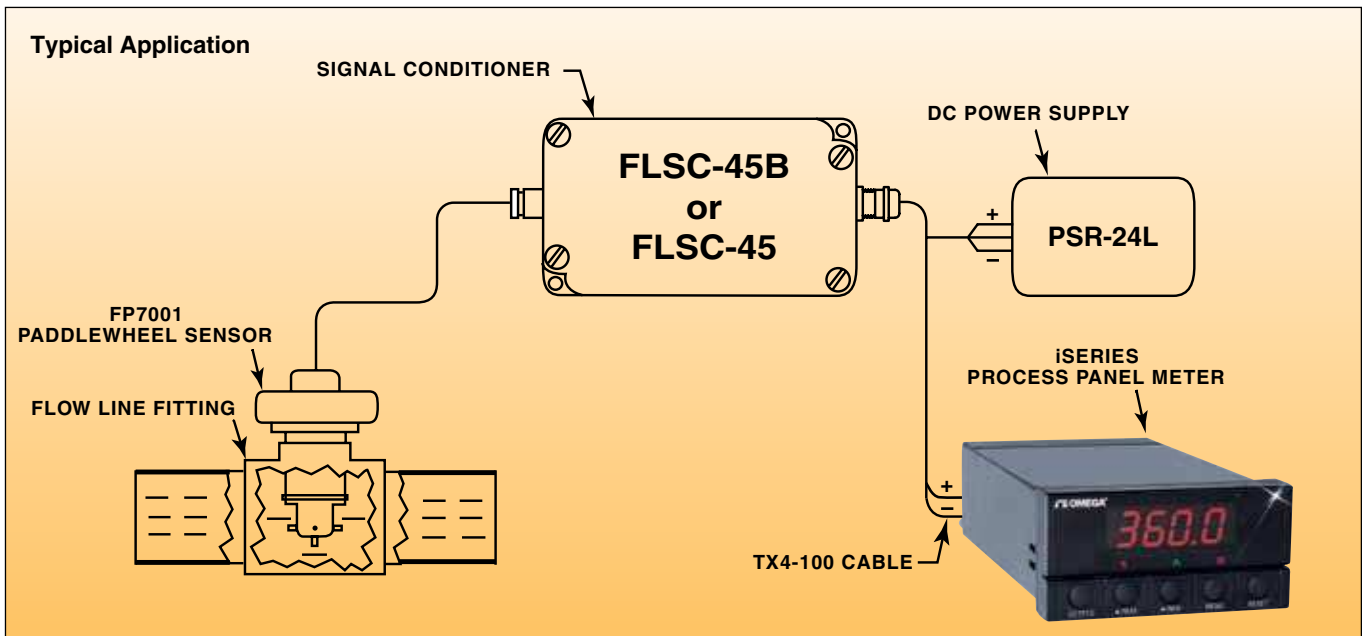 Typical Application
SIGNAL CONDITIONER
DC POWER SUPPLY
FLSC-45B
or
FLSC-45
+
PSR-24L
–
FP7001
PADDLEWHEEL SENSOR
iSERIES
PROCESS PANEL METER
FLOW LINE FITTING
+
–
OMEGA
360.0
TX4-100 CABLE